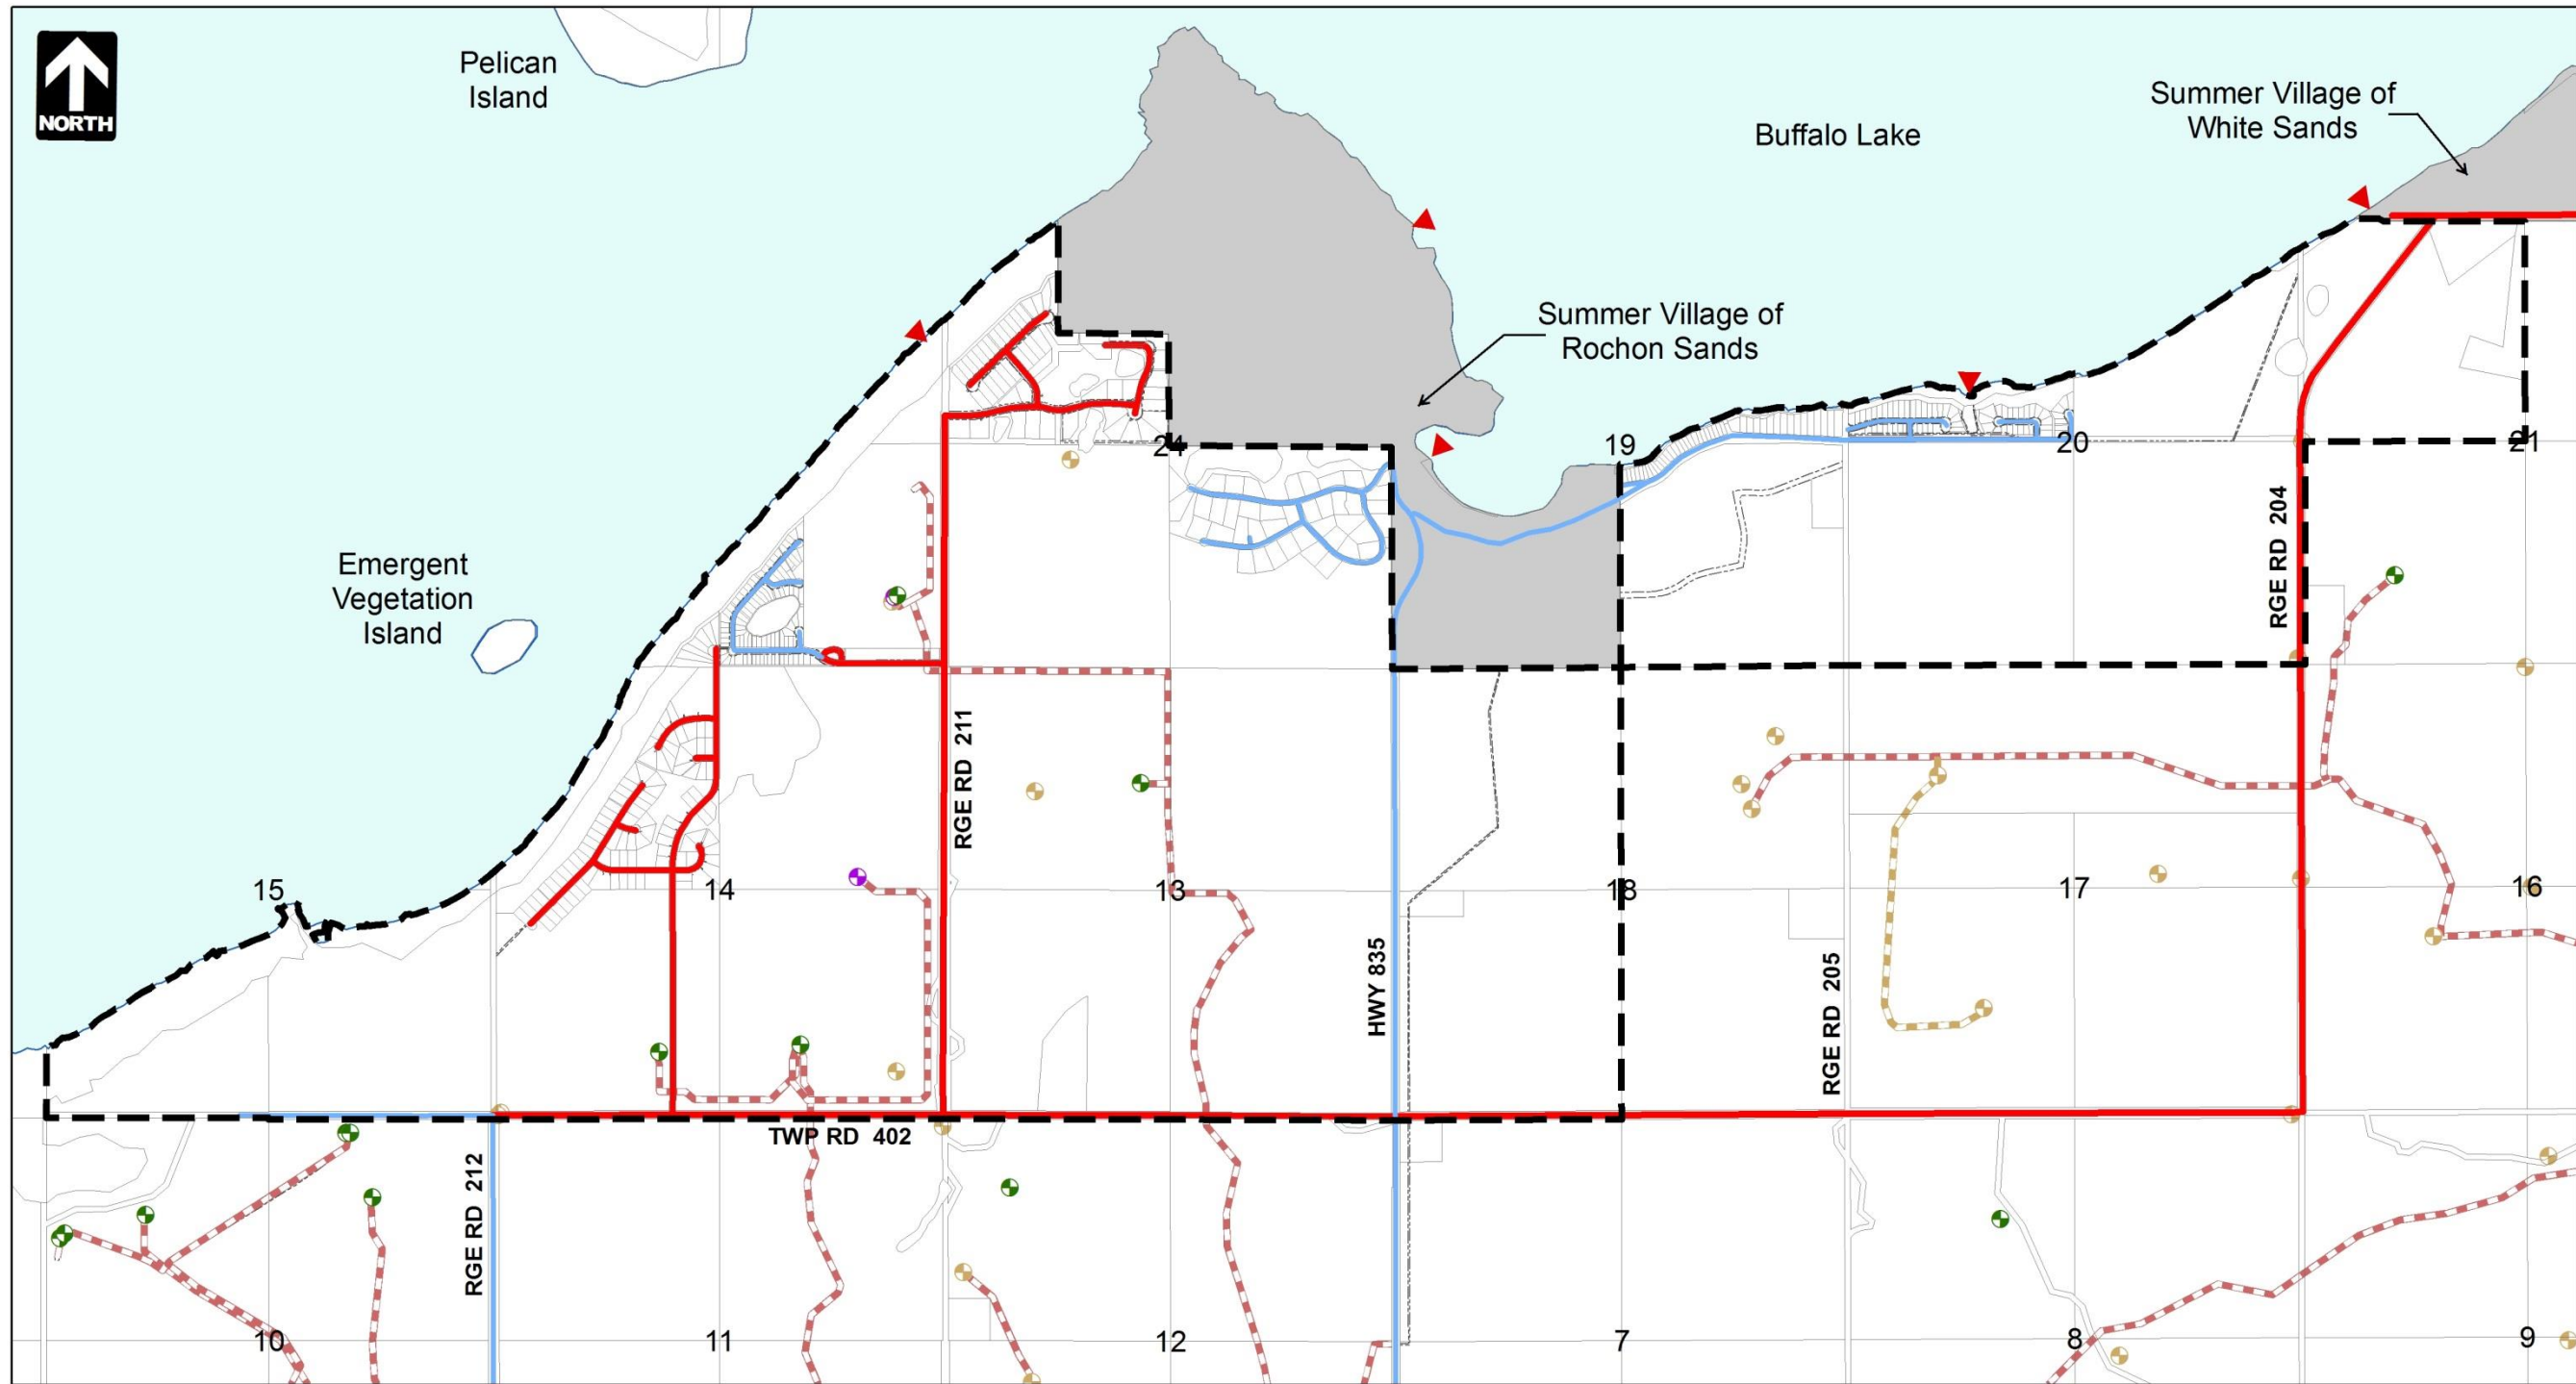 Pelican
Island
NORTH
Summer Village of
White Sands
Buffalo Lake
Summer Village of
Rochon Sands
24
19
20
21
RGE RD 204
Emergent
Vegetation
Island
RGE RD 211
15
14
13
18
17
16
HWY 835
RGE RD 205
TWP RD 402
RGE RD 212
10
11
12
7
8
9